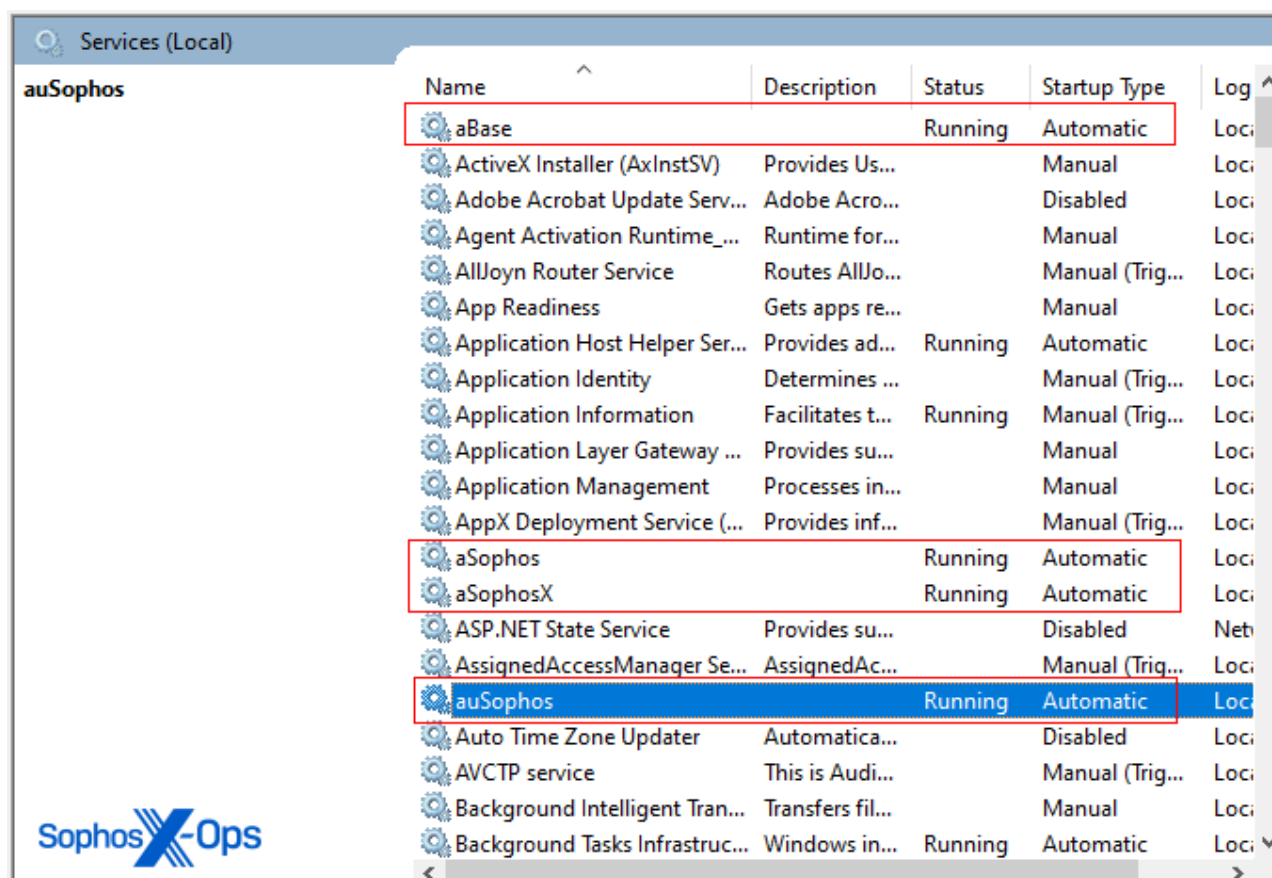 Services (Local)
auSophos
Name Description Status Startup Type Log
aBase Running Automatic Loca
ActiveX Installer (AxInstSV) Provides Us... Manual Loca
Adobe Acrobat Update Serv... Adobe Acro... Disabled Loca
Agent Activation Runtime_... Runtime for... Manual Loca
AllJoyn Router Service Routes AllJo... Manual (Trig... Loca
App Readiness Gets apps re... Manual Loca
Application Host Helper Ser... Provides ad... Running Automatic Loca
Application Identity Determines ... Manual (Trig... Loca
Application Information Facilitates t... Running Manual (Trig... Loca
Application Layer Gateway ... Provides su... Manual Loca
Application Management Processes in... Manual Loca
AppX Deployment Service (... Provides inf... Manual (Trig... Loca
aSophos Running Automatic Loca
aSophosX Running Automatic Loca
ASP.NET State Service Provides su... Disabled Netw
AssignedAccessManager Se... AssignedAc... Manual (Trig... Loca
auSophos Running Automatic Loca
Auto Time Zone Updater Automatica... Disabled Loca
AVCTP service This is Audi... Manual (Trig... Loca
Background Intelligent Tran... Transfers fil... Manual Loca
Background Tasks Infrastruc... Windows in... Running Automatic Loca
Sophos X-Ops